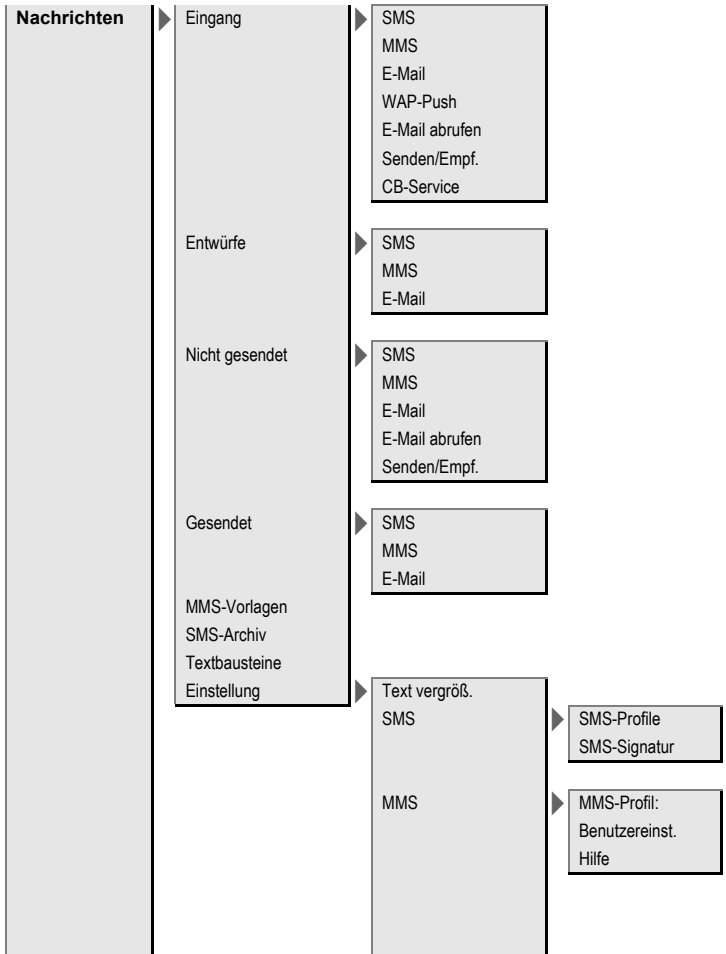 Nachrichten
Eingang
SMS
MMS
E-Mail
WAP-Push
E-Mail abrufen
Senden/Empf.
CB-Service
Entwürfe
SMS
MMS
E-Mail
Nicht gesendet
SMS
MMS
E-Mail
E-Mail abrufen
Senden/Empf.
Gesendet
SMS
MMS
E-Mail
MMS-Vorlagen
SMS-Archiv
Textbausteine
Einstellung
Text vergröß.
SMS
SMS-Profile
SMS-Signatur
MMS
MMS-Profil:
Benutzereinst.
Hilfe